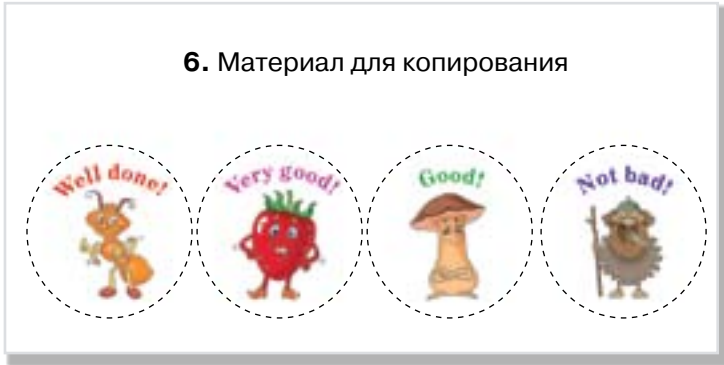 6. Материал для копирования
Well done!
Very good!
Good!
Not bad!